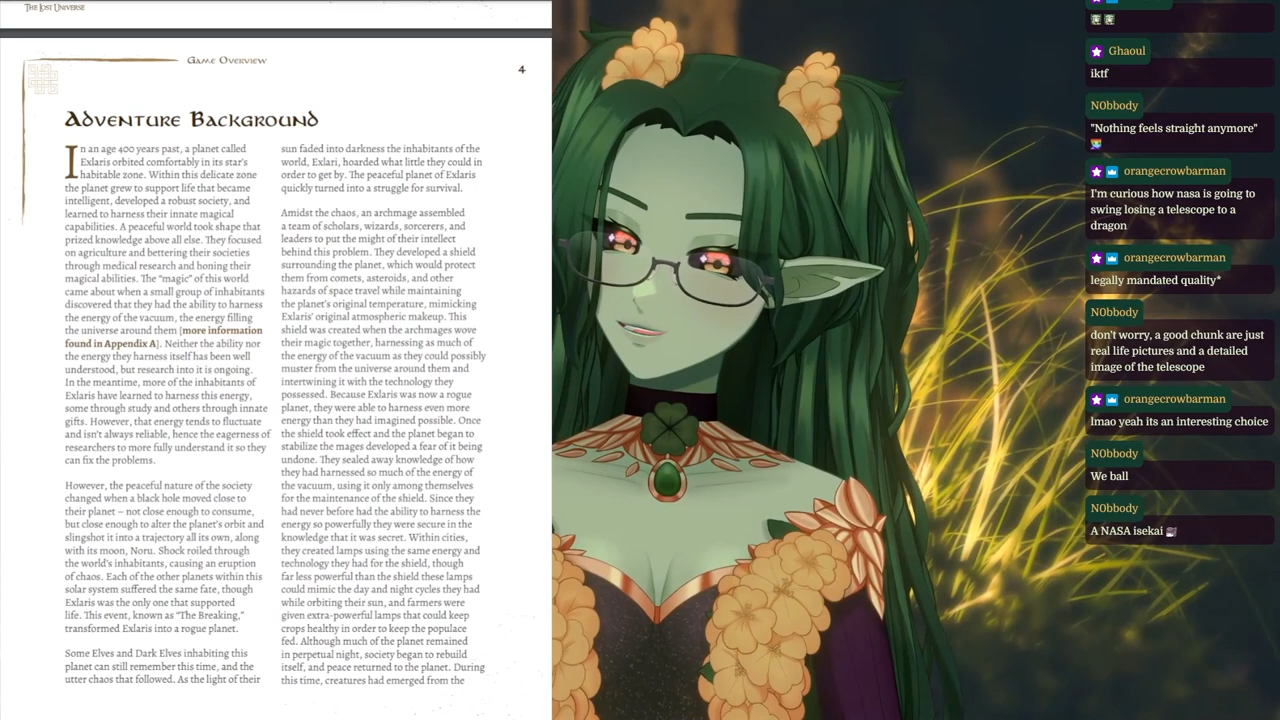 The Lost Universe
Game Overview
4
Adventure Background
In an age 400 years past, a planet called
Exlaris orbited comfortably in its star's
habitable zone. Within this delicate zone
the planet grew to support life that became
intelligent, developed a robust society, and
learned to harness their innate magical
capabilities. A peaceful world took shape that
prized knowledge above all else. They focused
on agriculture and bettering their societies
through medical research and honing their
magical abilities. The "magic" of this world
came about when a small group of inhabitants
discovered that they had the ability to harness
the energy of the vacuum, the energy filling
the universe around them [more information
found in Appendix A]. Neither the ability nor
the energy they harness itself has been well
understood, but research into it is ongoing.
In the meantime, more of the inhabitants of
Exlaris have learned to harness this energy,
some through study and others through innate
gifts. However, that energy tends to fluctuate
and isn't always reliable, hence the eagerness of
researchers to more fully understand it so they
can fix the problems.
However, the peaceful nature of the society
changed when a black hole moved close to
their planet – not close enough to consume,
but close enough to alter the planet's orbit and
slingshot it into a trajectory all its own, along
with its moon, Noru. Shock roiled through
the world's inhabitants, causing an eruption
of chaos. Each of the other planets within this
solar system suffered the same fate, though
Exlaris was the only one that supported
life. This event, known as "The Breaking,"
transformed Exlaris into a rogue planet.
Some Elves and Dark Elves inhabiting this
planet can still remember this time, and the
utter chaos that followed. As the light of their
sun faded into darkness the inhabitants of the
world, Exlari, hoarded what little they could in
order to get by. The peaceful planet of Exlaris
quickly turned into a struggle for survival.
Amidst the chaos, an archmage assembled
a team of scholars, wizards, sorcerers, and
leaders to put the might of their intellect
behind this problem. They developed a shield
surrounding the planet, which would protect
them from comets, asteroids, and other
hazards of space travel while maintaining
the planet's original temperature, mimicking
Exlaris' original atmospheric makeup. This
shield was created when the archmages wove
their magic together, harnessing as much of
the energy of the vacuum as they could possibly
muster from the universe around them and
intertwining it with the technology they
possessed. Because Exlaris was now a rogue
planet, they were able to harness even more
energy than they had imagined possible. Once
the shield took effect and the planet began to
stabilize the mages developed a fear of it being
undone. They sealed away knowledge of how
they had harnessed so much of the energy of
the vacuum, using it only among themselves
for the maintenance of the shield. Since they
had never before had the ability to harness the
energy so powerfully they were secure in the
knowledge that it was secret. Within cities,
they created lamps using the same energy and
technology they had for the shield, though
far less powerful than the shield these lamps
could mimic the day and night cycles they had
while orbiting their sun, and farmers were
given extra-powerful lamps that could keep
crops healthy in order to keep the populace
fed. Although much of the planet remained
in perpetual night, society began to rebuild
itself, and peace returned to the planet. During
this time, creatures had emerged from the
Ghaoul
iktf
N0bbody
"Nothing feels straight anymore"
orangecrowbarman
I'm curious how nasa is going to
swing losing a telescope to a
dragon
orangecrowbarman
legally mandated quality*
N0bbody
don't worry, a good chunk are just
real life pictures and a detailed
image of the telescope
orangecrowbarman
lmao yeah its an interesting choice
N0bbody
We ball
N0bbody
A NASA isekai